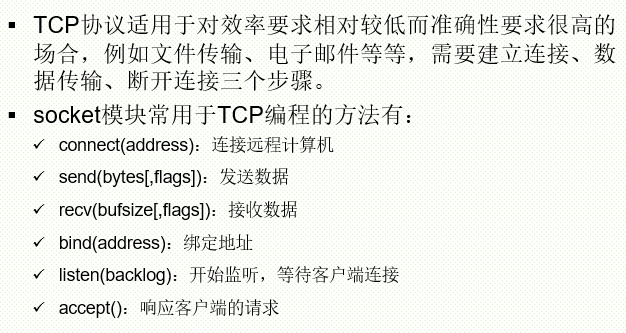 ▪ TCP协议适用于对效率要求相对较低而准确性要求很高的
场合，例如文件传输、电子邮件等等，需要建立连接、数
据传输、断开连接三个步骤。
▪ socket模块常用于TCP编程的方法有：
✓ connect(address)：连接远程计算机
✓ send(bytes[,flags])：发送数据
✓ recv(bufsize[,flags])：接收数据
✓ bind(address)：绑定地址
✓ listen(backlog)：开始监听，等待客户端连接
✓ accept()：响应客户端的请求